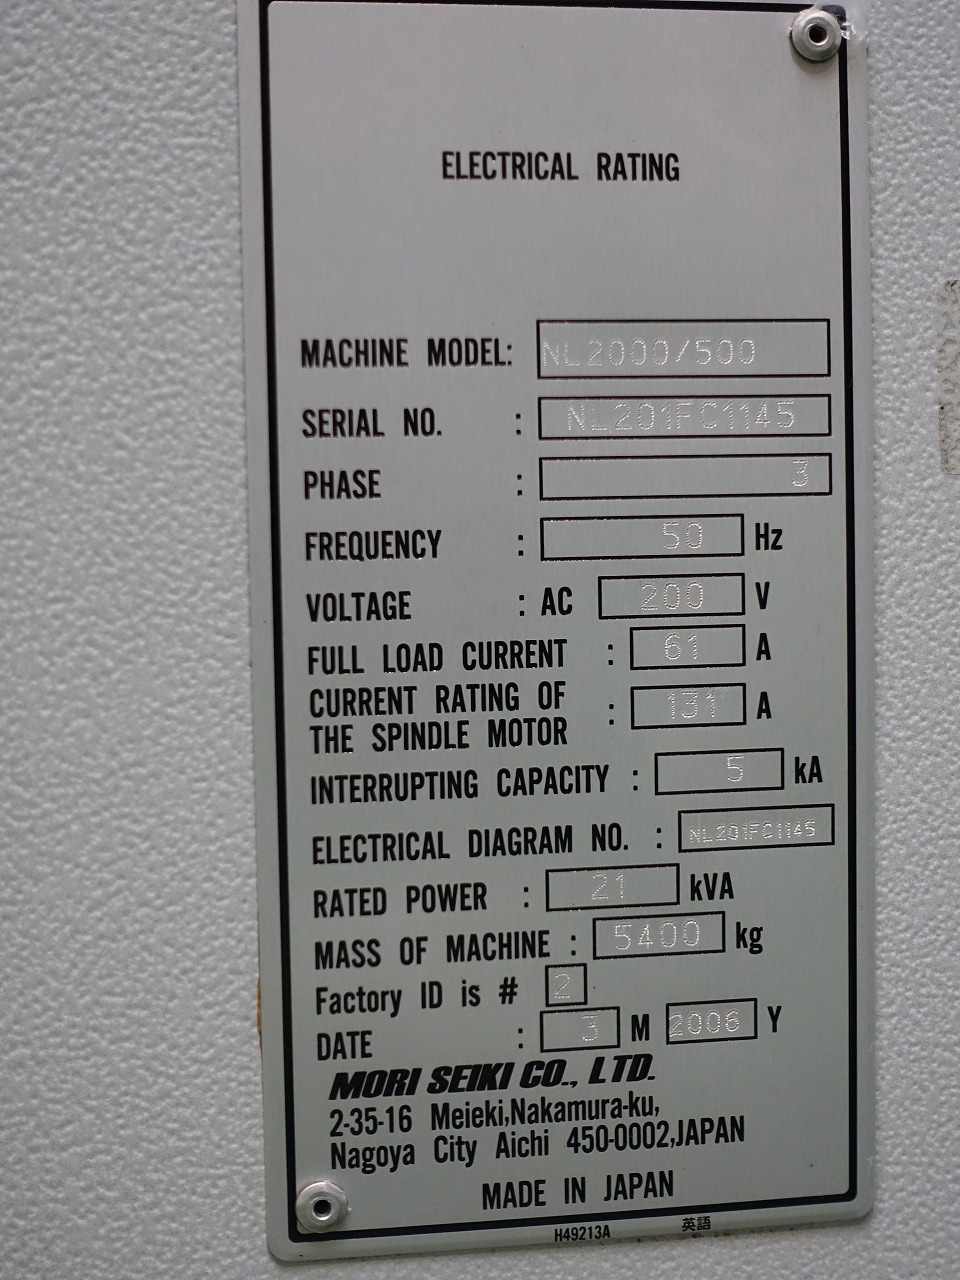 ELECTRICAL RATING
MACHINE MODEL: NL2000/500
SERIAL NO. : NL201FC1145
PHASE : 3
FREQUENCY : 50 Hz
VOLTAGE : AC 200 V
FULL LOAD CURRENT : 61 A
CURRENT RATING OF
THE SPINDLE MOTOR : 131 A
INTERRUPTING CAPACITY : 5 kA
ELECTRICAL DIAGRAM NO. : NL201FC1145
RATED POWER : 21 kVA
MASS OF MACHINE : 5400 kg
Factory ID is # 2
DATE : 3 M 2006 Y
MORI SEIKI CO., LTD.
2-35-16 Meieki,Nakamura-ku,
Nagoya City Aichi 450-0002,JAPAN
MADE IN JAPAN
H49213A 英語